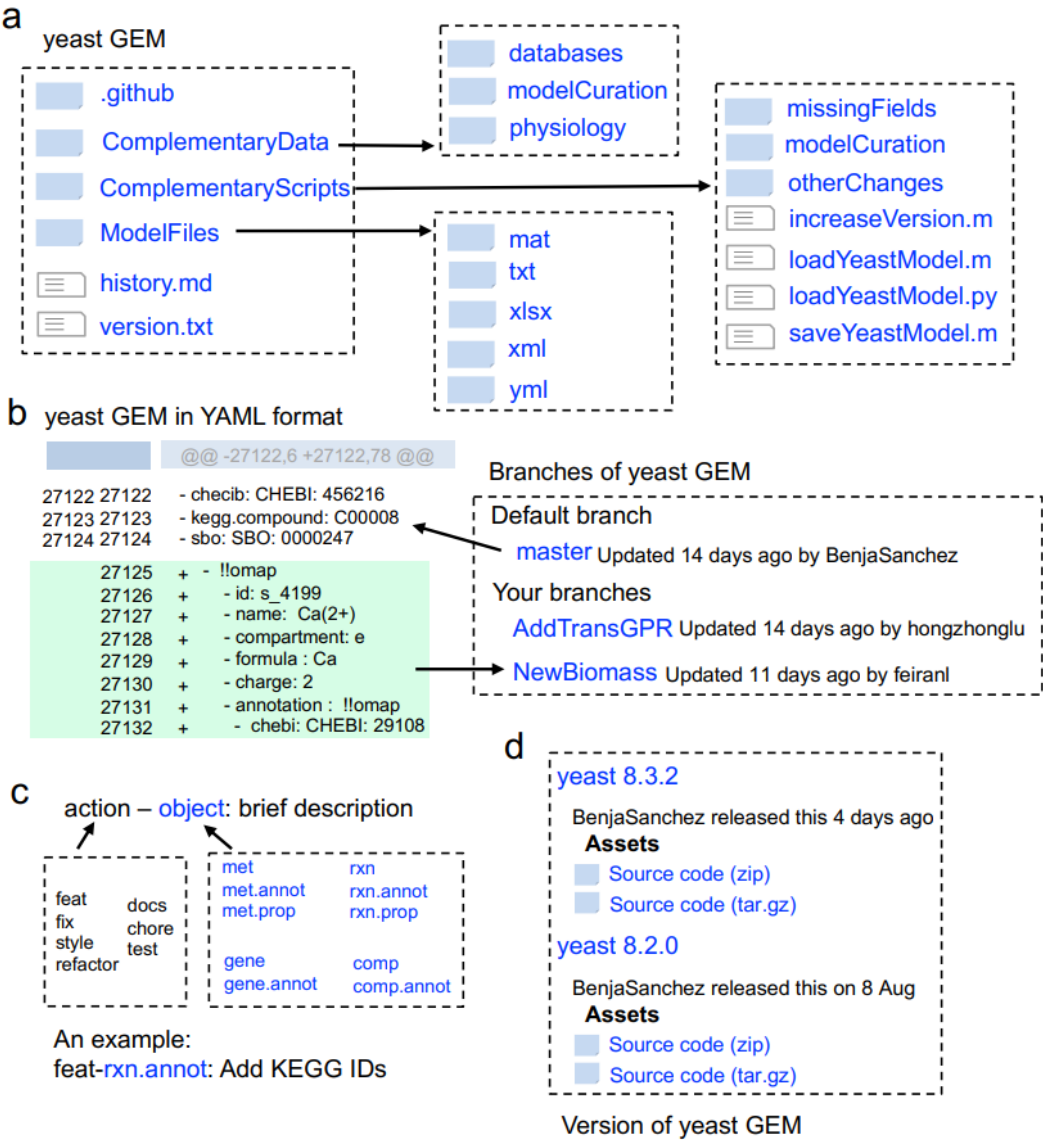 a
yeast GEM
.github
ComplementaryData
ComplementaryScripts
ModelFiles
history.md
version.txt
databases
modelCuration
physiology
mat
txt
xlsx
xml
yml
missingFields
modelCuration
otherChanges
increaseVersion.m
loadYeastModel.m
loadYeastModel.py
saveYeastModel.m
b
yeast GEM in YAML format
@@ -27122,6 +27122,78 @@
27122 27122 - checib: CHEBI: 456216
27123 27123 - kegg.compound: C00008
27124 27124 - sbo: SBO: 0000247
27125 + - !!omap
27126 + - id: s_4199
27127 + - name: Ca(2+)
27128 + - compartment: e
27129 + - formula : Ca
27130 + - charge: 2
27131 + - annotation : !!omap
27132 + - chebi: CHEBI: 29108
Branches of yeast GEM
Default branch
master Updated 14 days ago by BenjaSanchez
Your branches
AddTransGPR Updated 14 days ago by hongzhonglu
NewBiomass Updated 11 days ago by feiranl
c
action – object: brief description
feat
fix
style
refactor
docs
chore
test
met rxn
met.annot rxn.annot
met.prop rxn.prop
gene comp
gene.annot comp.annot
An example:
feat-rxn.annot: Add KEGG IDs
d
yeast 8.3.2
BenjaSanchez released this 4 days ago
Assets
Source code (zip)
Source code (tar.gz)
yeast 8.2.0
BenjaSanchez released this on 8 Aug
Assets
Source code (zip)
Source code (tar.gz)
Version of yeast GEM